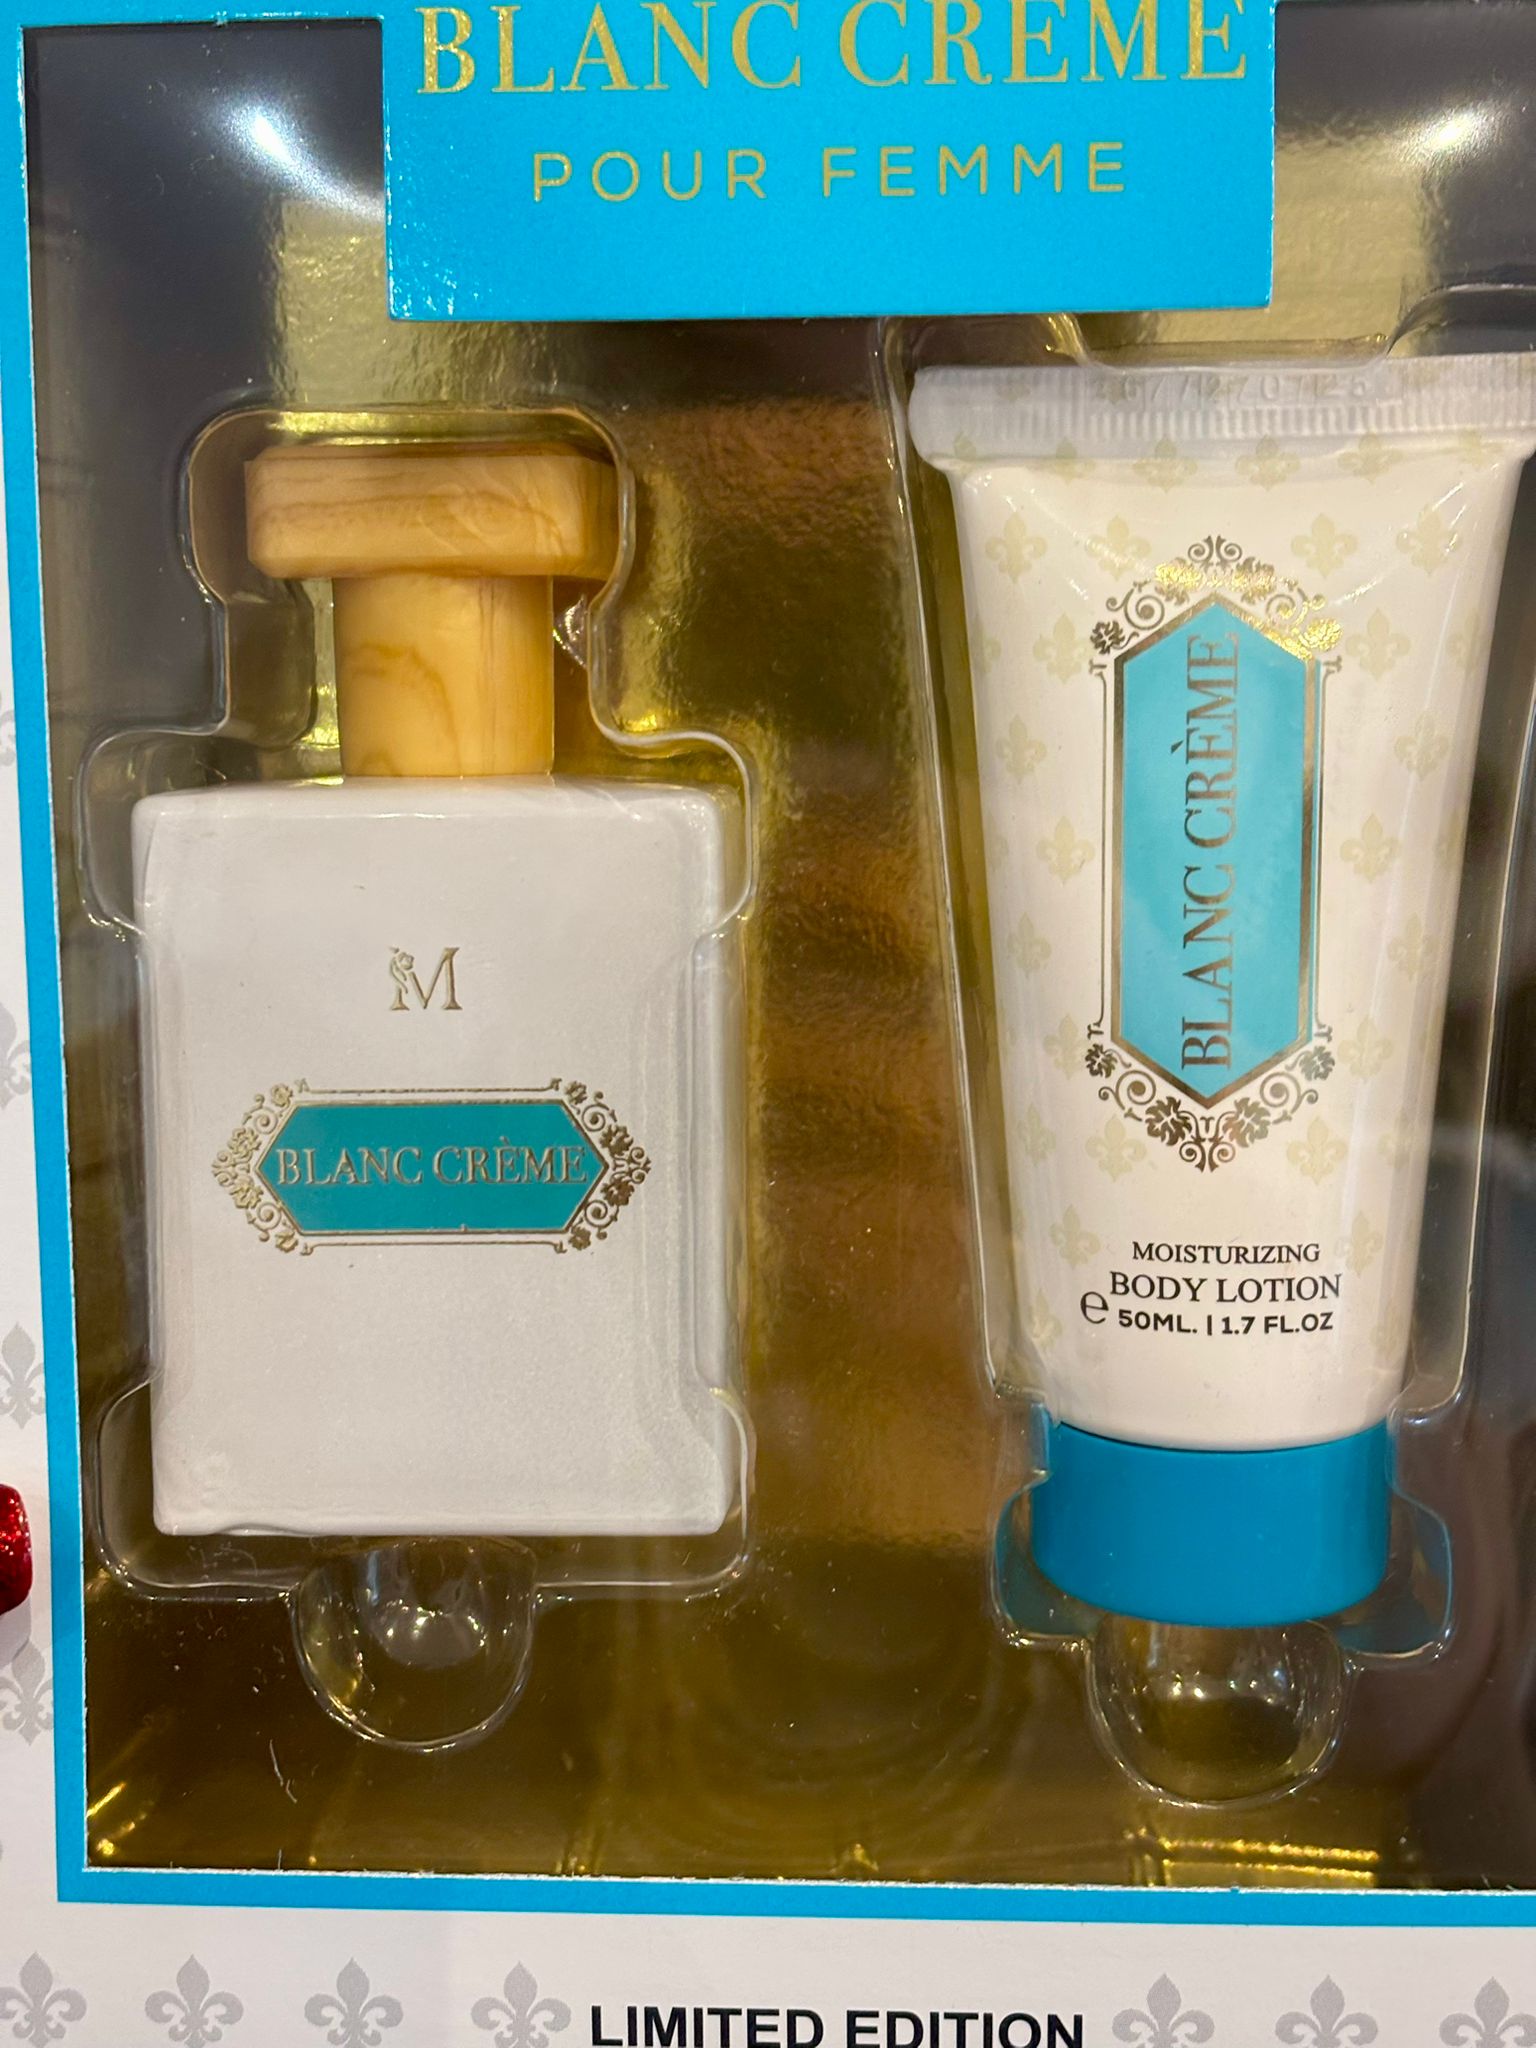 BLANC CRÈME
POUR FEMME
M
BLANC CRÈME
BLANC CRÈME
MOISTURIZING
BODY LOTION
e 50ML. | 1.7 FL.OZ
LIMITED EDITION